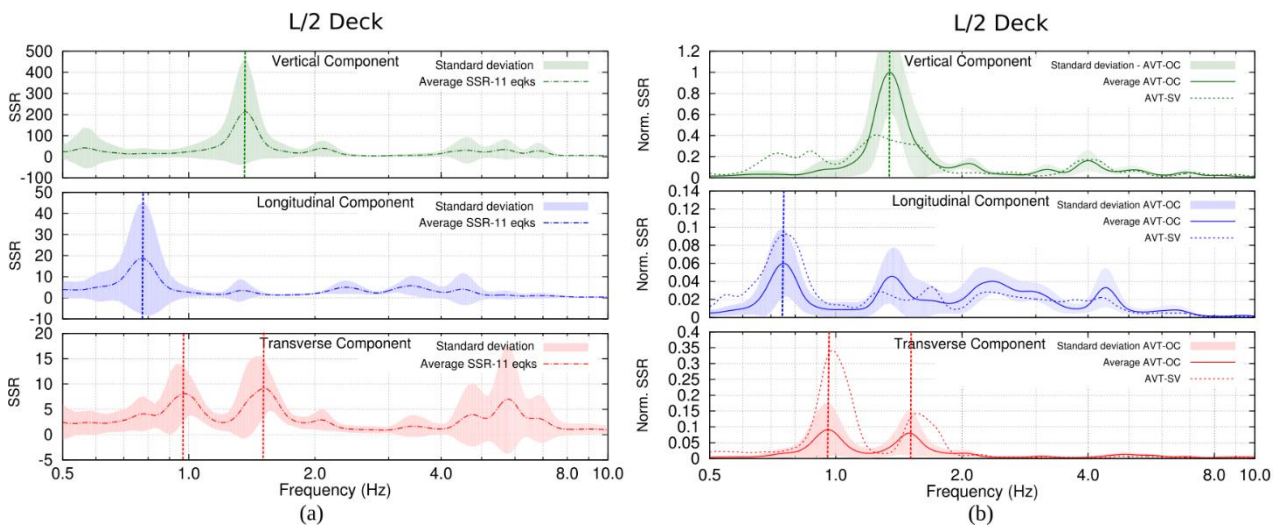 L/2 Deck
500
400
300
200
100
0
-100
SSR
Vertical Component
Standard deviation
Average SSR-11 eqks
50
40
30
20
10
0
-10
SSR
Longitudinal Component
Standard deviation
Average SSR-11 eqks
20
15
10
5
0
-5
SSR
Transverse Component
Standard deviation
Average SSR-11 eqks
0.5 1.0 2.0 4.0 6.0 8.0 10.0
Frequency (Hz)
(a)
L/2 Deck
1.2
1
0.8
0.6
0.4
0.2
0
Norm. SSR
Vertical Component
Standard deviation - AVT-OC
Average AVT-OC
AVT-SV
0.14
0.12
0.1
0.08
0.06
0.04
0.02
0
Norm. SSR
Longitudinal Component
Standard deviation AVT-OC
Average AVT-OC
AVT-SV
0.4
0.35
0.3
0.25
0.2
0.15
0.1
0.05
0
Norm. SSR
Transverse Component
Standard deviation AVT-OC
Average AVT-OC
AVT-SV
0.5 1.0 2.0 4.0 6.0 8.0 10.0
Frequency (Hz)
(b)